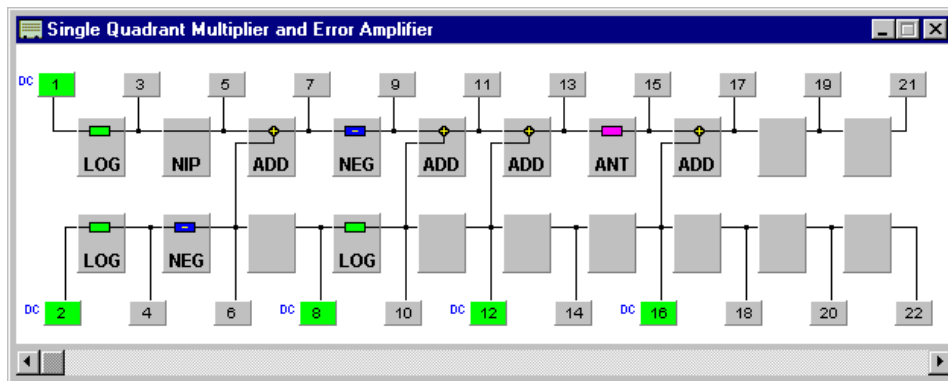 Single Quadrant Multiplier and Error Amplifier
DC 1 3 5 7 9 11 13 15 17 19 21
LOG NIP ADD NEG ADD ADD ANT ADD
LOG NEG LOG
DC 2 4 6 DC 8 10 DC 12 14 DC 16 18 20 22